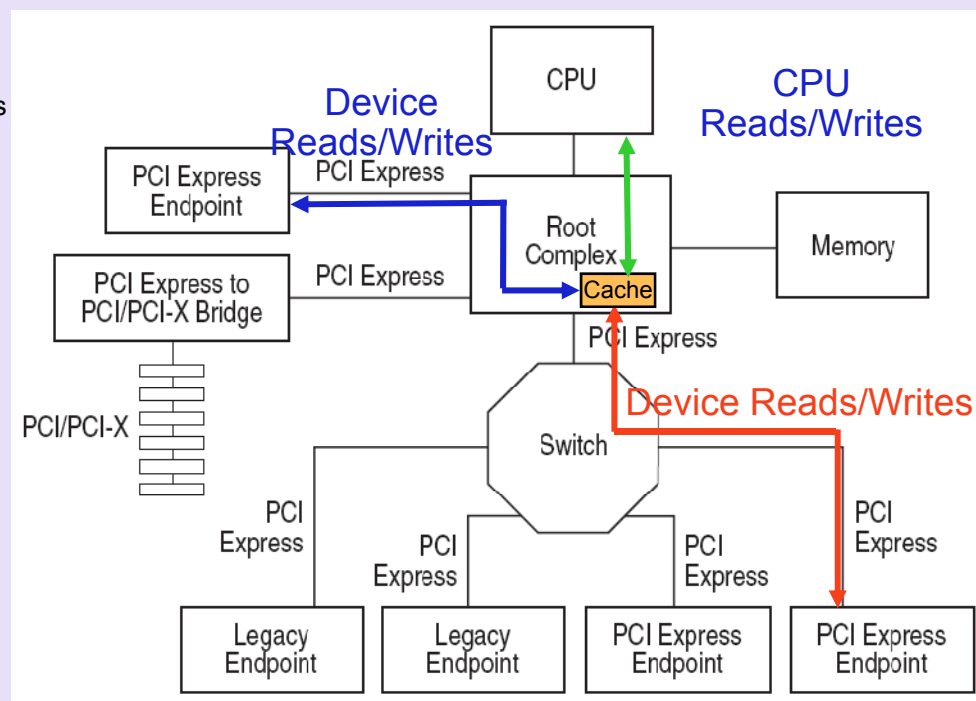 s
CPU
CPU
Reads/Writes
Device
Reads/Writes
PCI Express
Endpoint
PCI Express
Root
Complex
Cache
Memory
PCI Express to
PCI/PCI-X Bridge
PCI Express
PCI Express
PCI/PCI-X
Device Reads/Writes
Switch
PCI
Express
PCI
Express
PCI
Express
PCI
Express
Legacy
Endpoint
Legacy
Endpoint
PCI Express
Endpoint
PCI Express
Endpoint